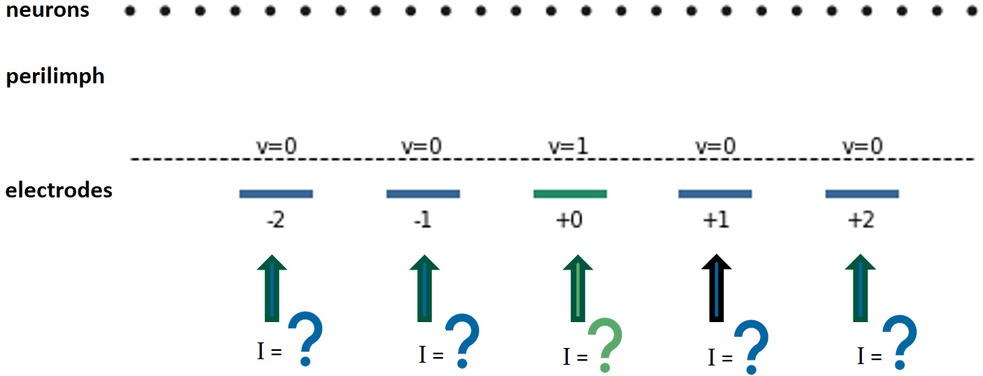 neurons
perilimph
v=0 v=0 v=1 v=0 v=0
electrodes
-2 -1 +0 +1 +2
I = ? I = ? I = ? I = ? I = ?